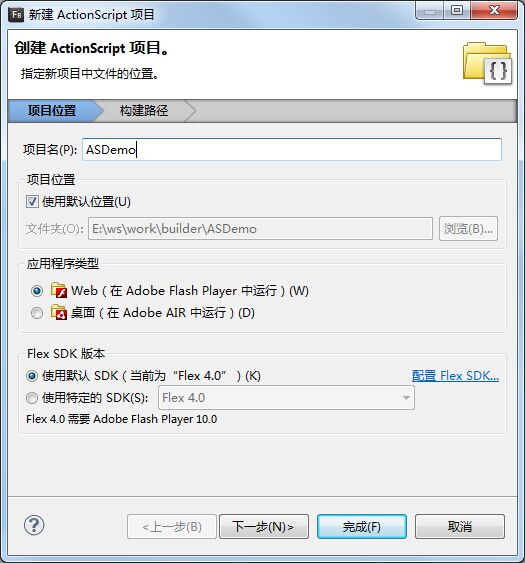 FB 新建 ActionScript 项目
创建 ActionScript 项目。
指定新项目中文件的位置。
项目位置 构建路径
项目名(P): ASDemo
项目位置
使用默认位置(U)
文件夹(O): E:\ws\work\builder\ASDemo 浏览(B)...
应用程序类型
Web（在 Adobe Flash Player 中运行）(W)
桌面（在 Adobe AIR 中运行）(D)
Flex SDK 版本
使用默认 SDK（当前为“Flex 4.0”）(K) 配置 Flex SDK...
使用特定的 SDK(S): Flex 4.0
Flex 4.0 需要 Adobe Flash Player 10.0
<上一步(B) 下一步(N)> 完成(F) 取消